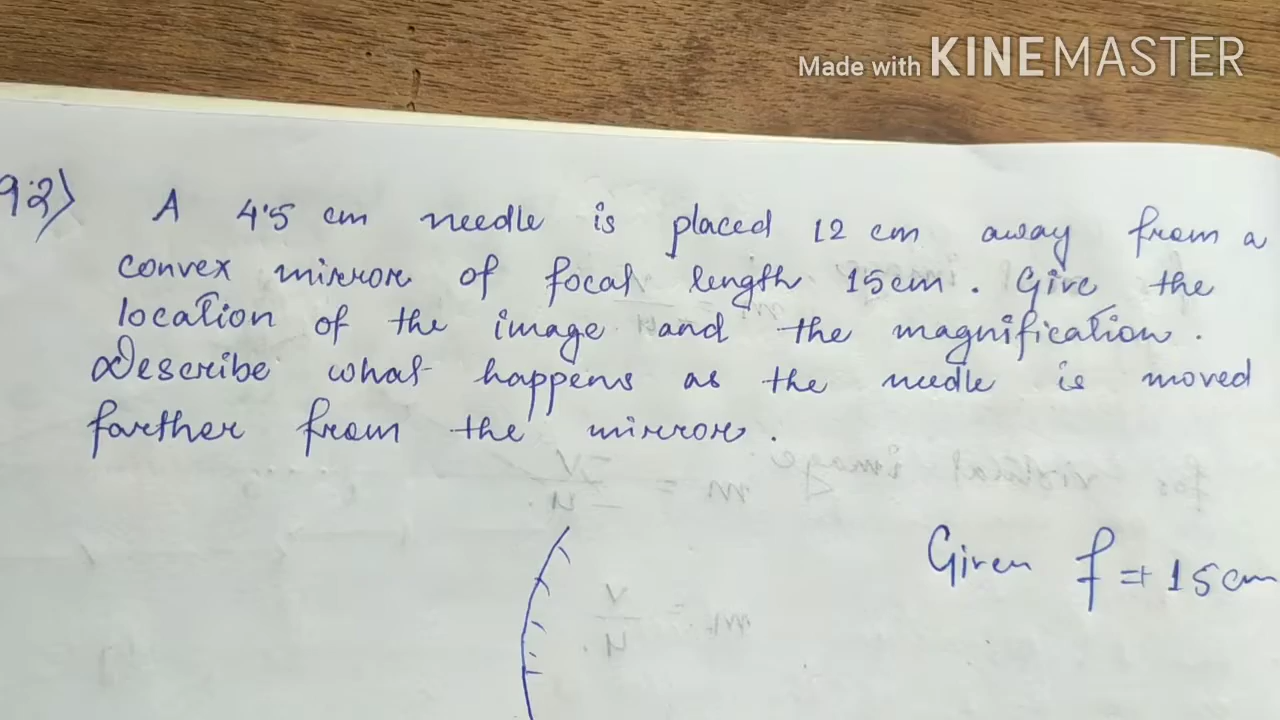 Made with KINEMASTER
9.2)
A 4.5 cm needle is placed 12 cm away from a
convex mirror of focal length 15cm. Give the
location of the image and the magnification.
Describe what happens as the needle is moved
farther from the mirror.
Given f = +15cm